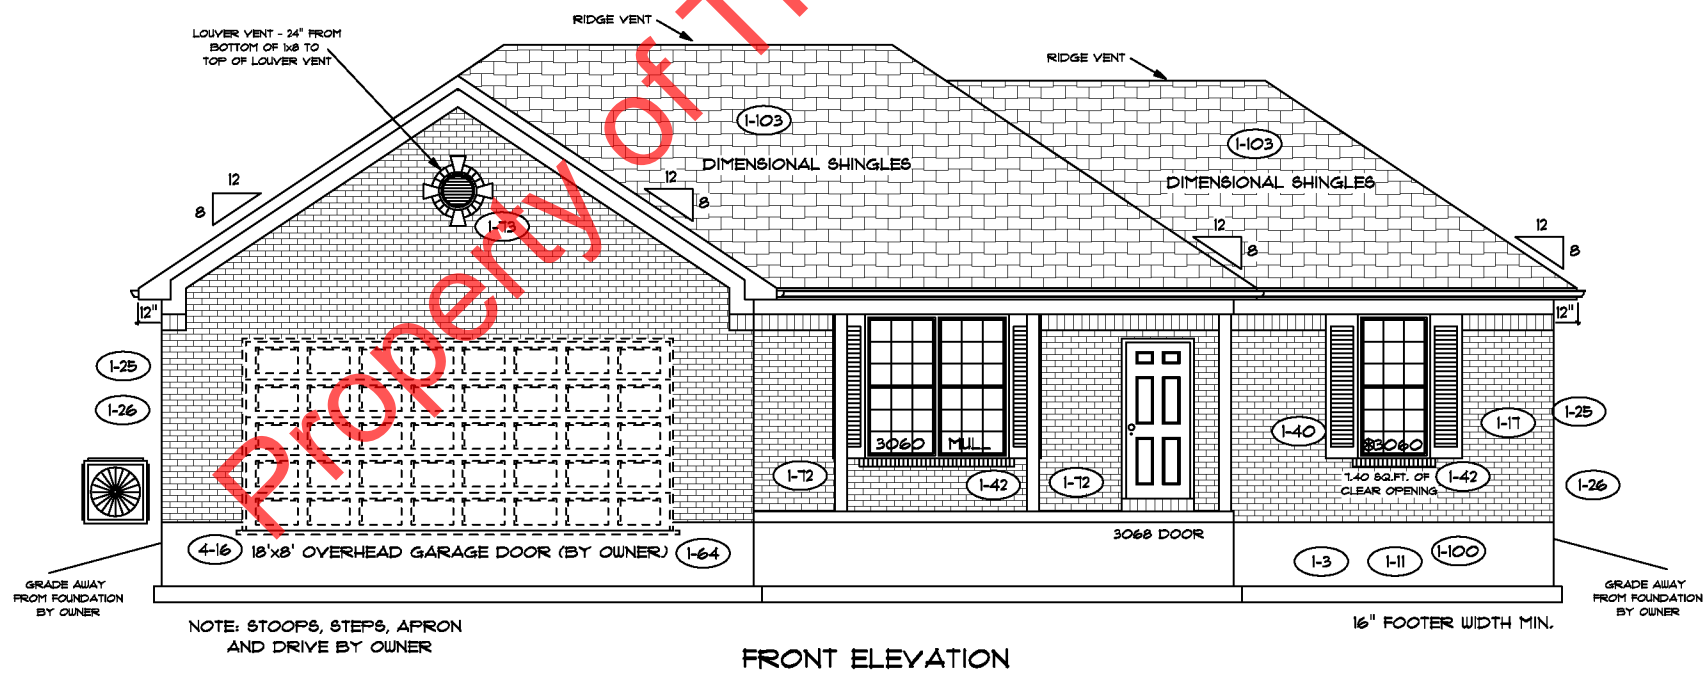 RIDGE VENT
LOUVER VENT - 24" FROM
BOTTOM OF 1x8 TO
TOP OF LOUVER VENT
RIDGE VENT
1-103
1-103
DIMENSIONAL SHINGLES
DIMENSIONAL SHINGLES
12
8
12
8
1-73
12
8
12
8
12"
12"
Property of T
1-25
1-26
1-25
1-26
1-40
1-17
3060 MUL
3060
1-72
1-42
1-72
7.40 SQ.FT. OF
CLEAR OPENING
1-42
3068 DOOR
4-16
18'x8' OVERHEAD GARAGE DOOR (BY OWNER)
1-64
1-3
1-11
1-100
GRADE AWAY
FROM FOUNDATION
BY OWNER
GRADE AWAY
FROM FOUNDATION
BY OWNER
NOTE: STOOPS, STEPS, APRON
AND DRIVE BY OWNER
16" FOOTER WIDTH MIN.
FRONT ELEVATION